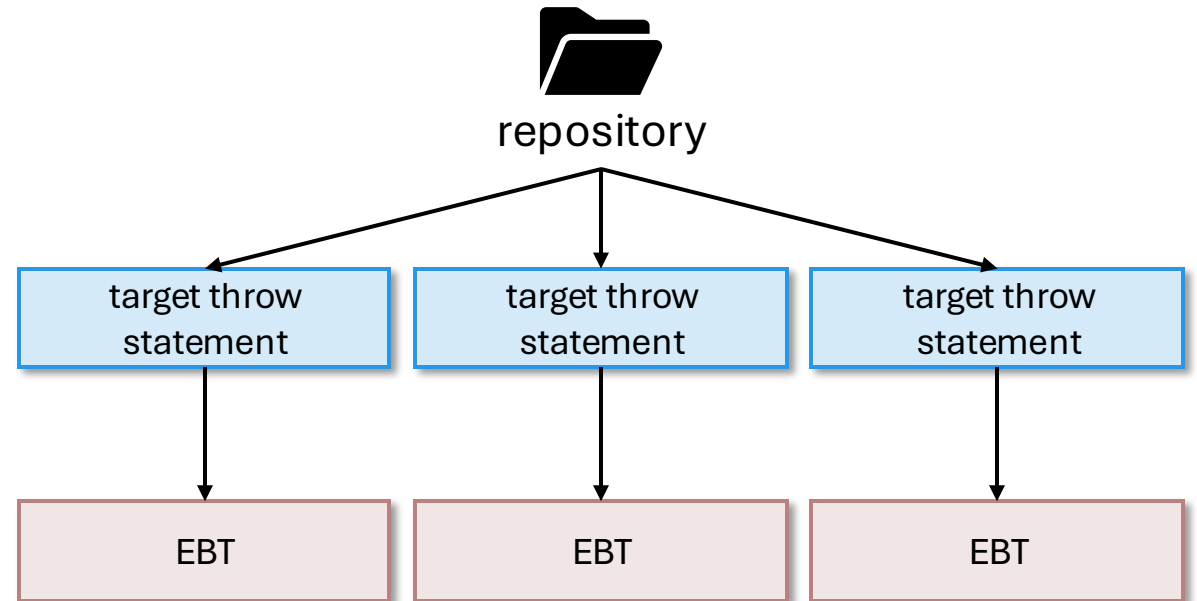 repository
target throw
statement
target throw
statement
target throw
statement
EBT
EBT
EBT